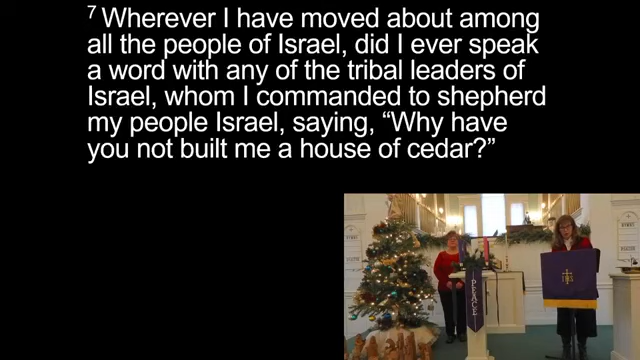 7 Wherever I have moved about among
all the people of Israel, did I ever speak
a word with any of the tribal leaders of
Israel, whom I commanded to shepherd
my people Israel, saying, “Why have
you not built me a house of cedar?”
PEACE